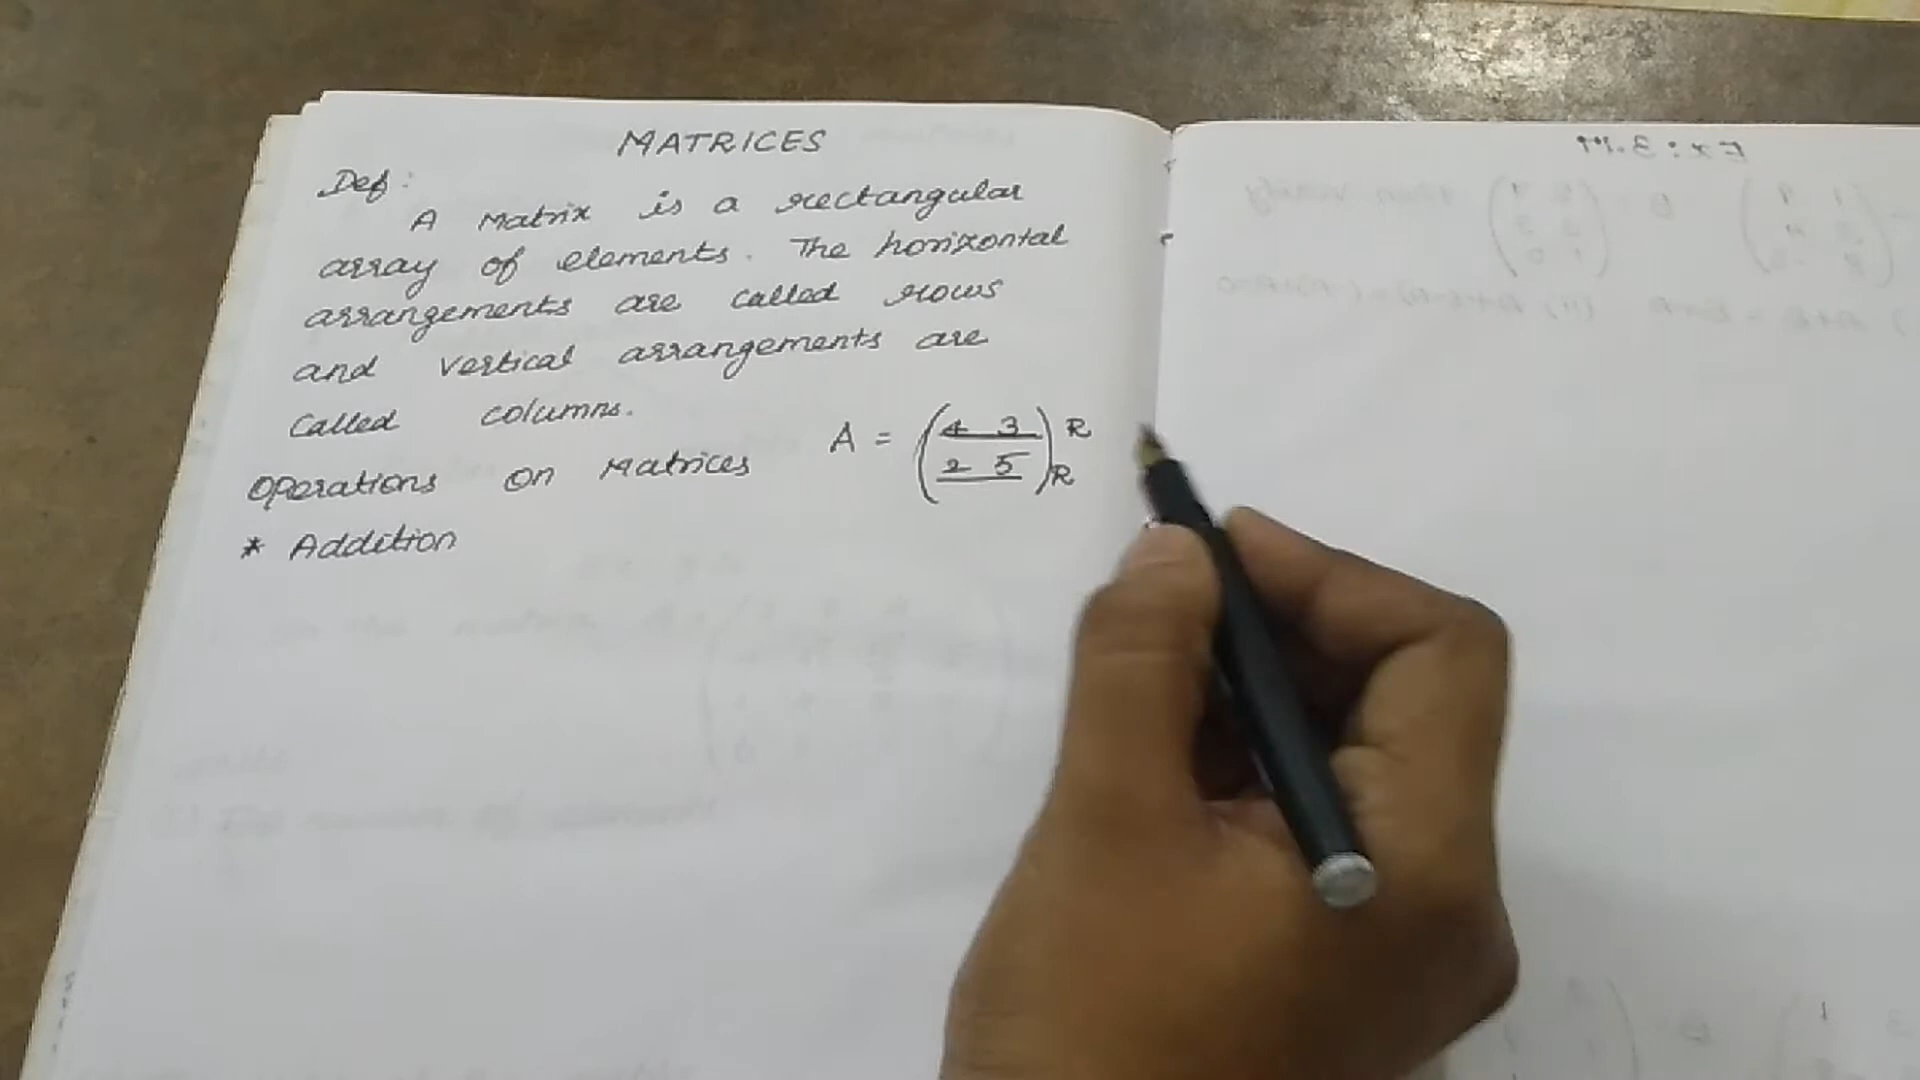 MATRICES
Def:
A Matrix is a rectangular
array of elements. The horizontal
arrangements are called rows
and vertical arrangements are
called columns.
A = (4 3) R
(2 5) R
Operations on Matrices
* Addition